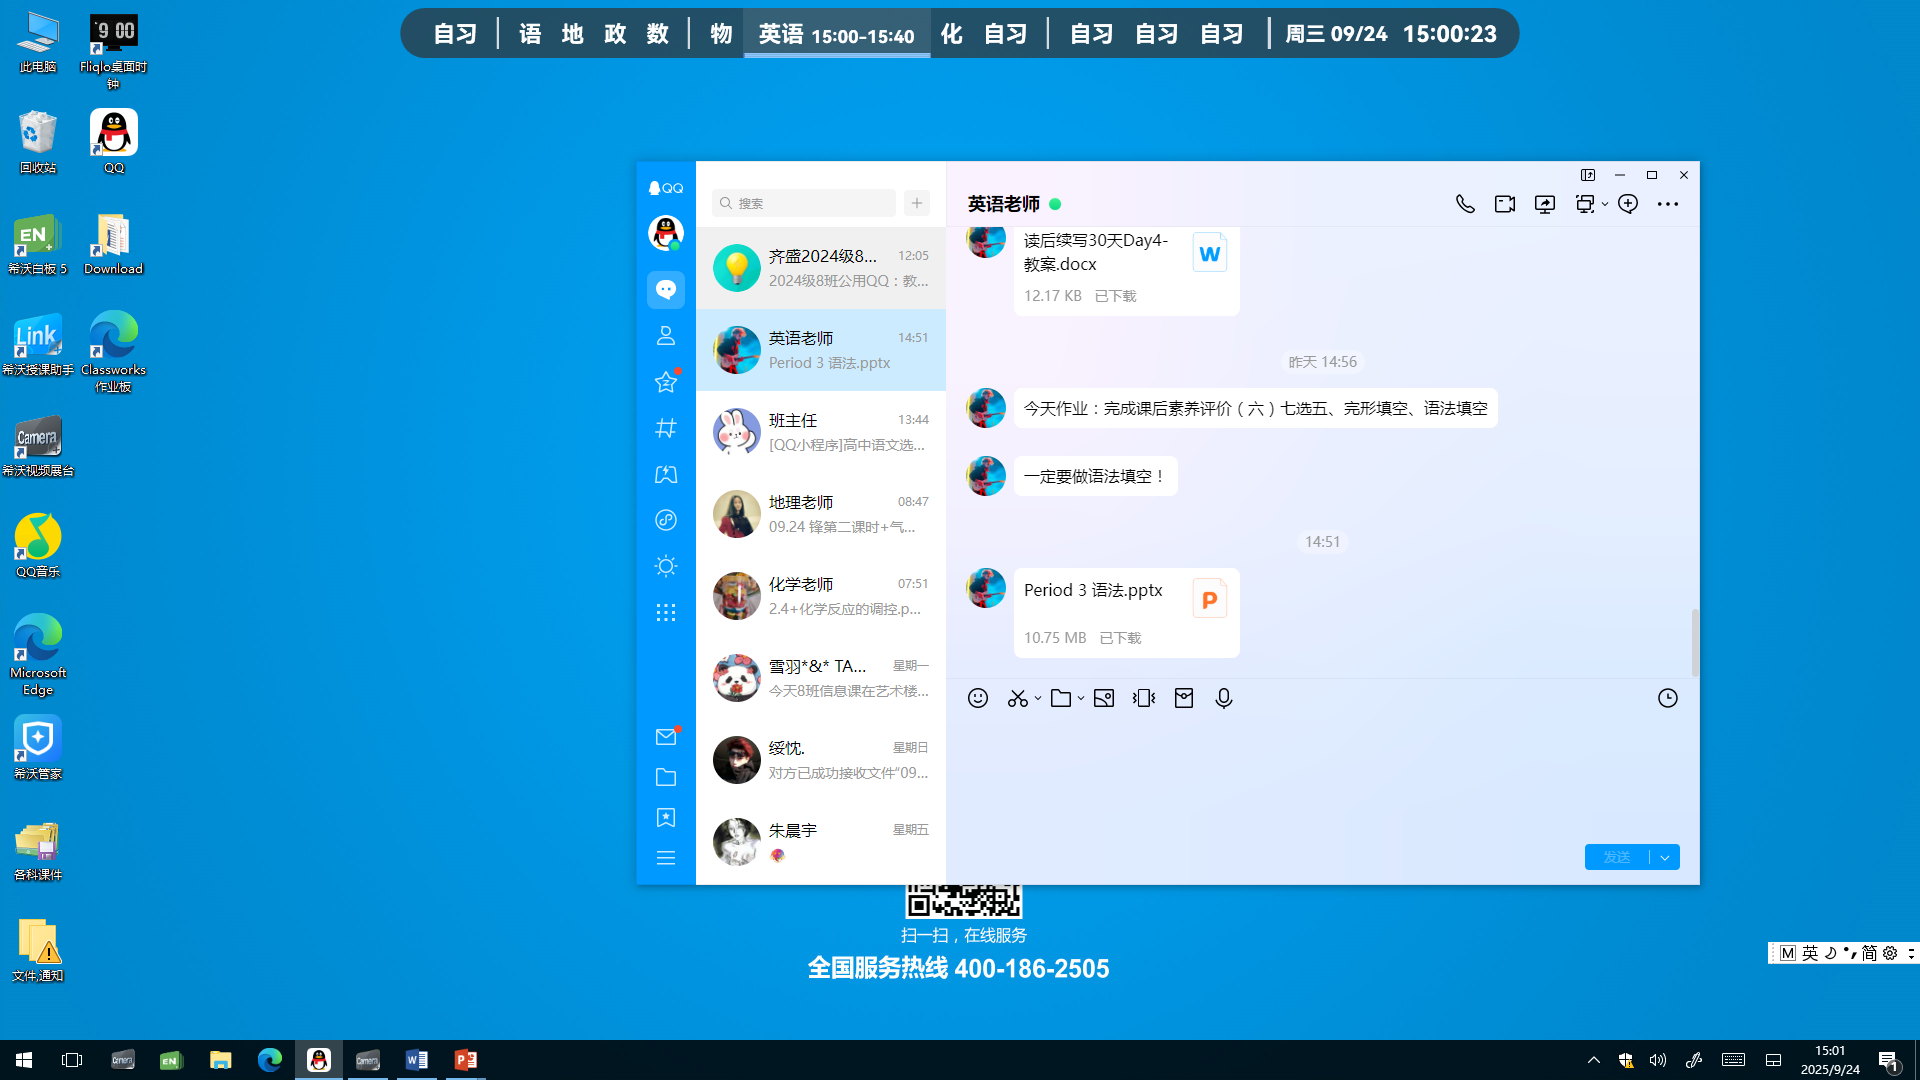 自习 | 语 地 政 数 | 物 英语 15:00-15:40 化 自习 | 自习 自习 自习 | 周三 09/24 15:00:23
此电脑
9 00
Fliqlo桌面时钟
回收站
QQ
EN
希沃白板 5
Download
Link
希沃授课助手
Classworks
作业板
Camera
希沃视频展台
QQ音乐
Microsoft
Edge
希沃管家
各科课件
文件,通知
QQ
搜索
齐盛2024级8... 12:05
2024级8班公用QQ：教...
英语老师 14:51
Period 3 语法.pptx
班主任 13:44
[QQ小程序]高中语文选...
地理老师 08:47
09.24 锋第二课时+气...
化学老师 07:51
2.4+化学反应的调控.p...
雪羽*&* TA... 星期一
今天8班信息课在艺术楼...
绥忱. 星期日
对方已成功接收文件“09...
朱晨宇 星期五
英语老师
读后续写30天Day4-
教案.docx
W
12.17 KB 已下载
昨天 14:56
今天作业：完成课后素养评价（六）七选五、完形填空、语法填空
一定要做语法填空！
14:51
Period 3 语法.pptx
P
10.75 MB 已下载
发送
扫一扫，在线服务
全国服务热线 400-186-2505
M 英 简
Camera
EN
Camera
W
P
15:01
2025/9/24
1